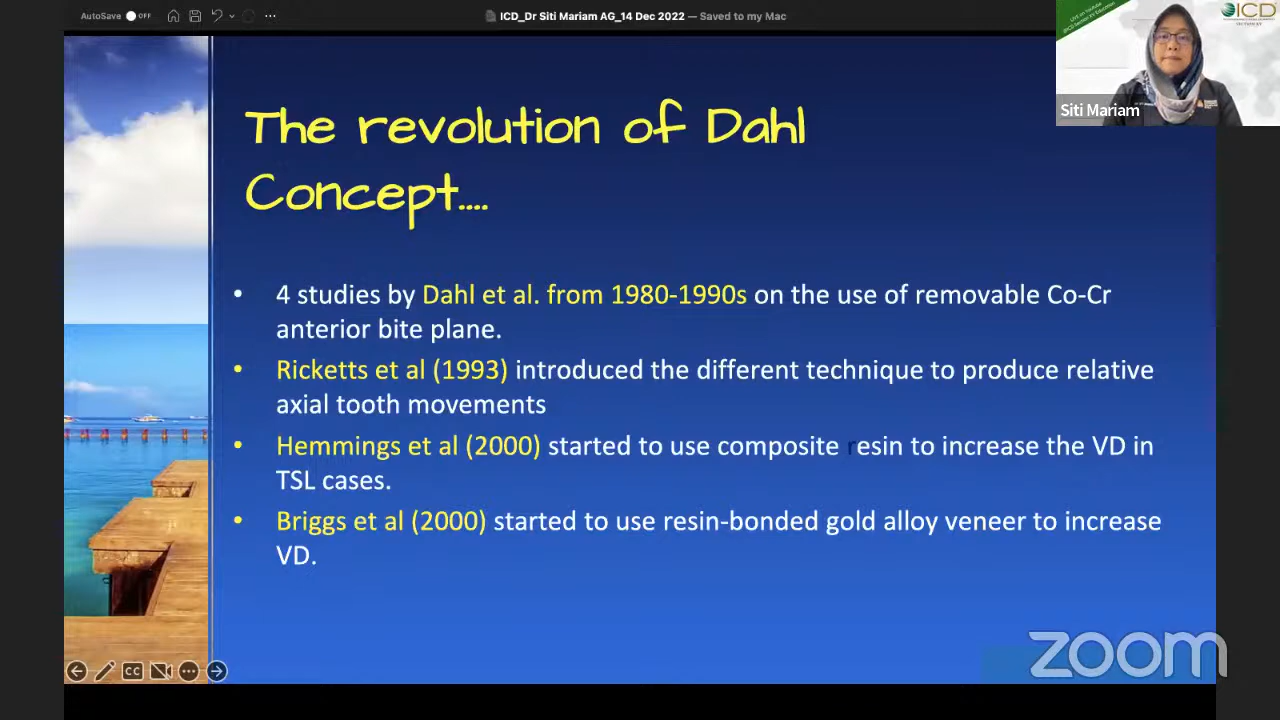 AutoSave OFF
ICD_Dr Siti Mariam AG_14 Dec 2022 — Saved to my Mac
LIVE on Youtube
ICD
Siti Mariam
The revolution of Dahl
Concept....
• 4 studies by Dahl et al. from 1980-1990s on the use of removable Co-Cr
anterior bite plane.
• Ricketts et al (1993) introduced the different technique to produce relative
axial tooth movements
• Hemmings et al (2000) started to use composite resin to increase the VD in
TSL cases.
• Briggs et al (2000) started to use resin-bonded gold alloy veneer to increase
VD.
CC
zoom